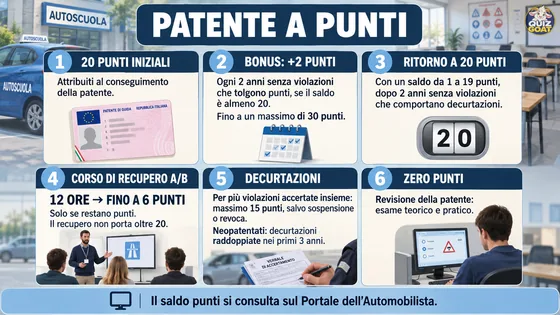 AUTOSCUOLA
PATENTE A PUNTI
QUIZ
GOAT
AUTOSCUOLA
1
20 PUNTI INIZIALI
Attribuiti al conseguimento
della patente.
PATENTE DI GUIDA REPUBBLICA ITALIANA
2
BONUS: +2 PUNTI
Ogni 2 anni senza violazioni
che tolgono punti, se il saldo
è almeno 20.
Fino a un massimo di 30 punti.
3
RITORNO A 20 PUNTI
Con un saldo da 1 a 19 punti,
dopo 2 anni senza violazioni
che comportano decurtazioni.
20
4
CORSO DI RECUPERO A/B
12 ORE → FINO A 6 PUNTI
Solo se restano punti.
Il recupero non porta oltre 20.
5
DECURTAZIONI
Per più violazioni accertate insieme:
massimo 15 punti, salvo sospensione
o revoca.
Neopatentati: decurtazioni
raddoppiate nei primi 3 anni.
VERBALE
DI ACCERTAMENTO
6
ZERO PUNTI
Revisione della patente:
esame teorico e pratico.
Il saldo punti si consulta sul Portale dell'Automobilista.